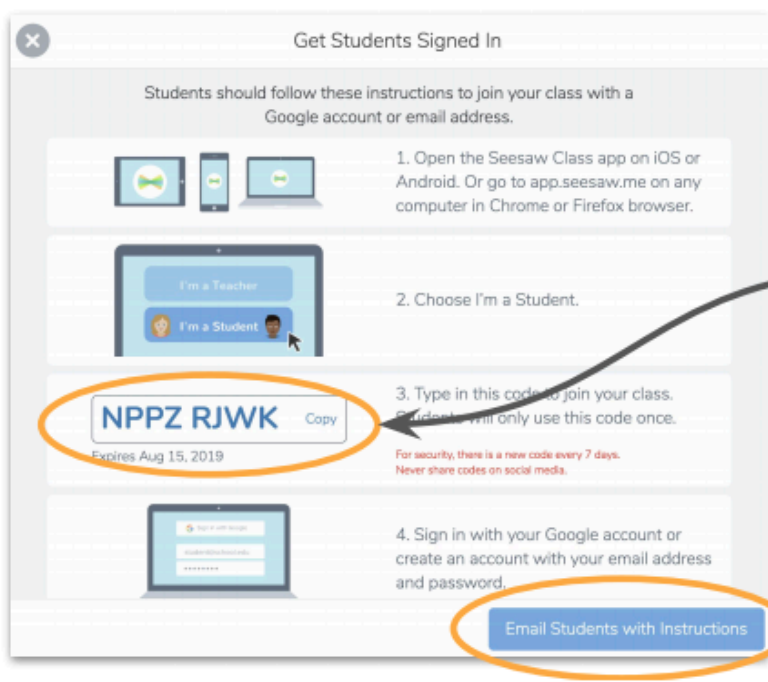 Get Students Signed In
Students should follow these instructions to join your class with a
Google account or email address.
1. Open the Seesaw Class app on iOS or
Android. Or go to app.seesaw.me on any
computer in Chrome or Firefox browser.
I'm a Teacher
I'm a Student
2. Choose I'm a Student.
NPPZ RJWK Copy
Expires Aug 15, 2019
3. Type in this code to join your class.
Students will only use this code once.
For security, there is a new code every 7 days.
Never share codes on social media.
Sign in with Google
4. Sign in with your Google account or
create an account with your email address
and password.
Email Students with Instructions